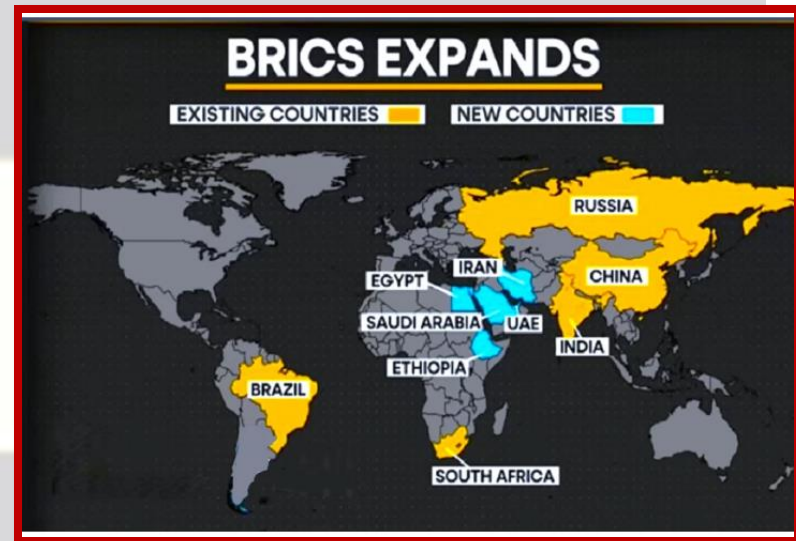 BRICS EXPANDS
EXISTING COUNTRIES
NEW COUNTRIES
RUSSIA
IRAN
CHINA
EGYPT
SAUDI ARABIA
UAE
INDIA
ETHIOPIA
BRAZIL
SOUTH AFRICA